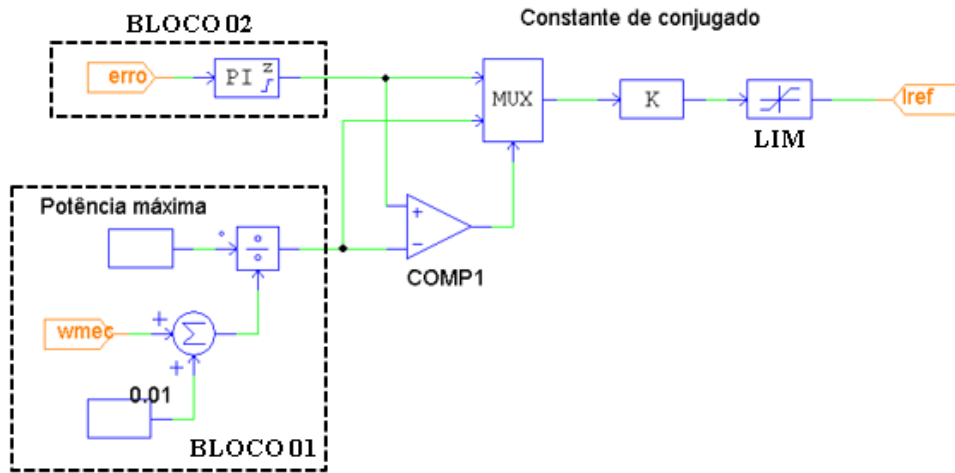 Constante de conjugado
BLOCO 02
erro
PI
z
MUX
K
LIM
Iref
Potência máxima
÷
+
−
COMP1
wmec
+
Σ
+
0.01
BLOCO 01